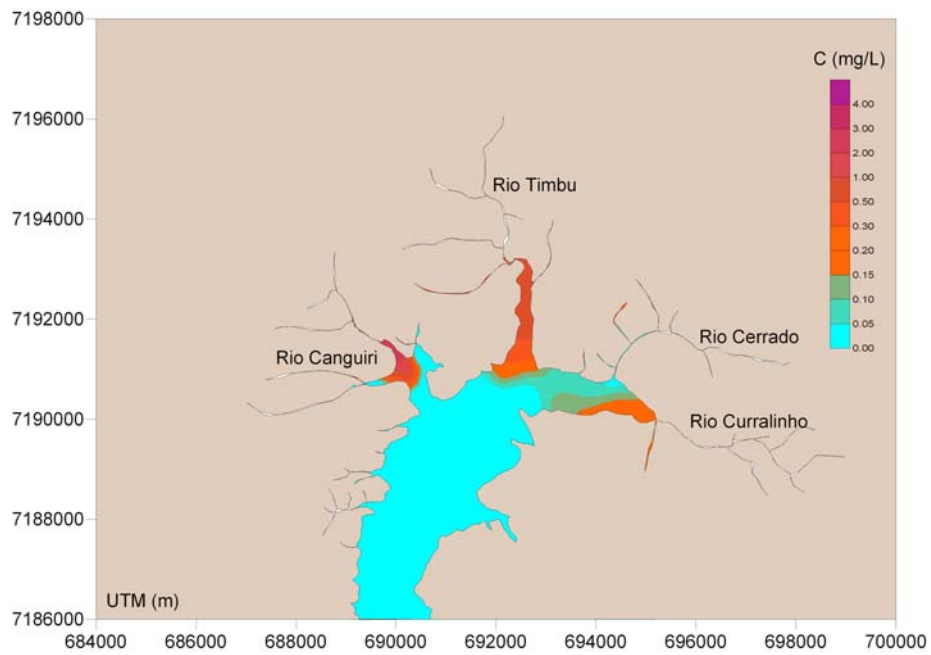 7198000
7196000
7194000
7192000
7190000
7188000
7186000
C (mg/L)
4.00
3.00
2.00
1.00
0.50
0.30
0.20
0.15
0.10
0.05
0.00
Rio Timbu
Rio Cerrado
Rio Canguiri
Rio Curralinho
UTM (m)
684000 686000 688000 690000 692000 694000 696000 698000 700000